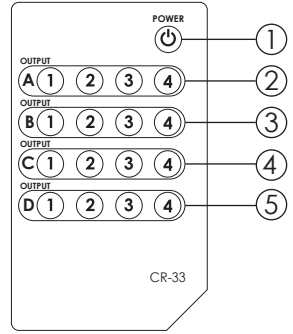 POWER
1
OUTPUT
A 1 2 3 4
2
OUTPUT
B 1 2 3 4
3
OUTPUT
C 1 2 3 4
4
OUTPUT
D 1 2 3 4
5
CR-33